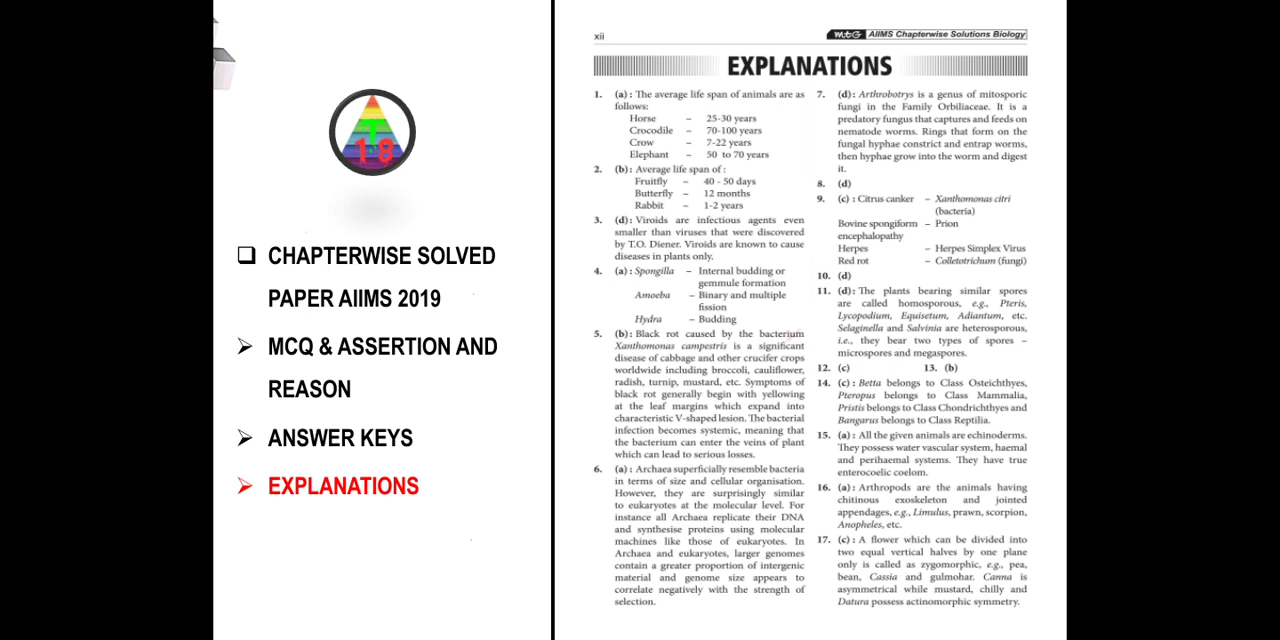 T
18
❑ CHAPTERWISE SOLVED
PAPER AIIMS 2019
➢ MCQ & ASSERTION AND
REASON
➢ ANSWER KEYS
➢ EXPLANATIONS
xii
mtG AIIMS Chapterwise Solutions Biology
EXPLANATIONS
1. (a) : The average life span of animals are as
follows:
Horse – 25-30 years
Crocodile – 70-100 years
Crow – 7-22 years
Elephant – 50 to 70 years
2. (b) : Average life span of :
Fruitfly – 40 - 50 days
Butterfly – 12 months
Rabbit – 1-2 years
3. (d) : Viroids are infectious agents even
smaller than viruses that were discovered
by T.O. Diener. Viroids are known to cause
diseases in plants only.
4. (a) : Spongilla – Internal budding or
gemmule formation
Amoeba – Binary and multiple
fission
Hydra – Budding
5. (b) : Black rot caused by the bacterium
Xanthomonas campestris is a significant
disease of cabbage and other crucifer crops
worldwide including broccoli, cauliflower,
radish, turnip, mustard, etc. Symptoms of
black rot generally begin with yellowing
at the leaf margins which expand into
characteristic V-shaped lesion. The bacterial
infection becomes systemic, meaning that
the bacterium can enter the veins of plant
which can lead to serious losses.
6. (a) : Archaea superficially resemble bacteria
in terms of size and cellular organisation.
However, they are surprisingly similar
to eukaryotes at the molecular level. For
instance all Archaea replicate their DNA
and synthesise proteins using molecular
machines like those of eukaryotes. In
Archaea and eukaryotes, larger genomes
contain a greater proportion of intergenic
material and genome size appears to
correlate negatively with the strength of
selection.
7. (d) : Arthrobotrys is a genus of mitosporic
fungi in the Family Orbiliaceae. It is a
predatory fungus that captures and feeds on
nematode worms. Rings that form on the
fungal hyphae constrict and entrap worms,
then hyphae grow into the worm and digest
it.
8. (d)
9. (c) : Citrus canker – Xanthomonas citri
(bacteria)
Bovine spongiform – Prion
encephalopathy
Herpes – Herpes Simplex Virus
Red rot – Colletotrichum (fungi)
10. (d)
11. (d) : The plants bearing similar spores
are called homosporous, e.g., Pteris,
Lycopodium, Equisetum, Adiantum, etc.
Selaginella and Salvinia are heterosporous,
i.e., they bear two types of spores –
microspores and megaspores.
12. (c) 13. (b)
14. (c) : Betta belongs to Class Osteichthyes,
Pteropus belongs to Class Mammalia,
Pristis belongs to Class Chondrichthyes and
Bangarus belongs to Class Reptilia.
15. (a) : All the given animals are echinoderms.
They possess water vascular system, haemal
and perihaemal systems. They have true
enterocoelic coelom.
16. (a) : Arthropods are the animals having
chitinous exoskeleton and jointed
appendages, e.g., Limulus, prawn, scorpion,
Anopheles, etc.
17. (c) : A flower which can be divided into
two equal vertical halves by one plane
only is called as zygomorphic, e.g., pea,
bean, Cassia and gulmohar. Canna is
asymmetrical while mustard, chilly and
Datura possess actinomorphic symmetry.